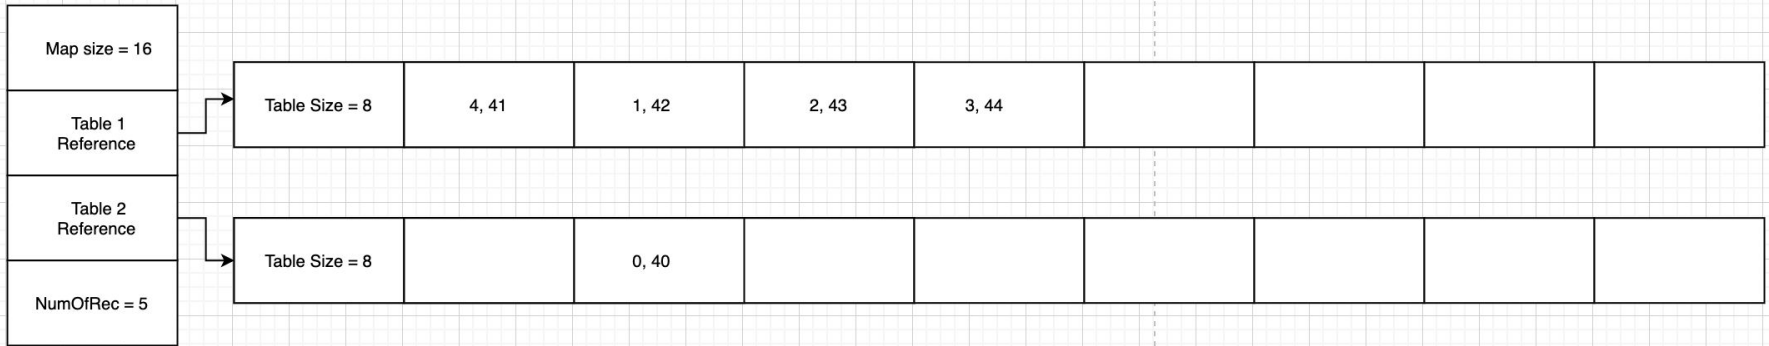 Map size = 16
Table 1
Reference
Table 2
Reference
NumOfRec = 5
Table Size = 8
4, 41
1, 42
2, 43
3, 44
Table Size = 8
0, 40